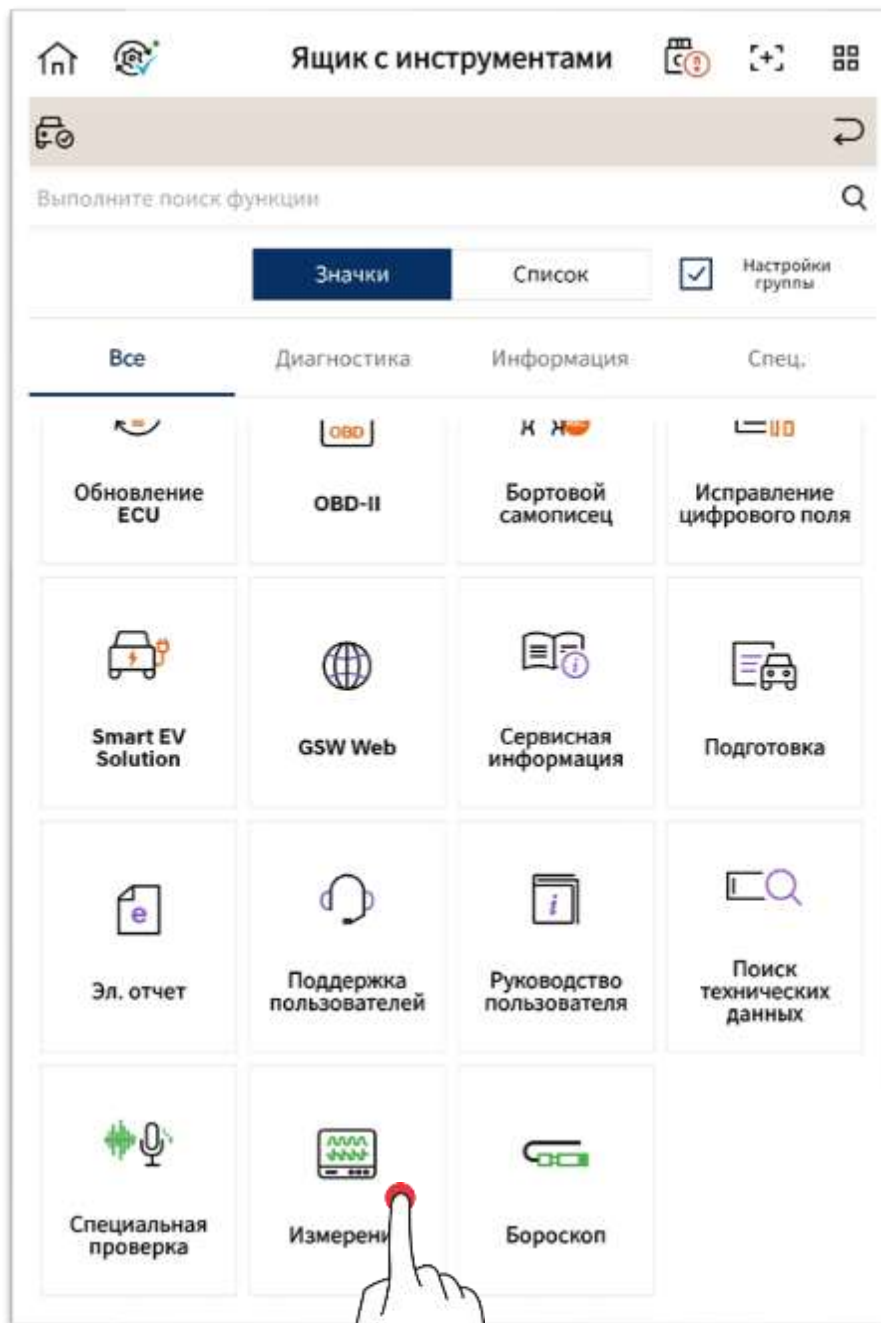 Ящик с инструментами
Выполните поиск функции
Значки
Список
Настройки
группы
Все
Диагностика
Информация
Спец.
OBD
Обновление
ECU
OBD-II
Бортовой
самописец
Исправление
цифрового поля
Smart EV
Solution
GSW Web
Сервисная
информация
Подготовка
Эл. отчет
Поддержка
пользователей
Руководство
пользователя
Поиск
технических
данных
Специальная
проверка
Бороскоп